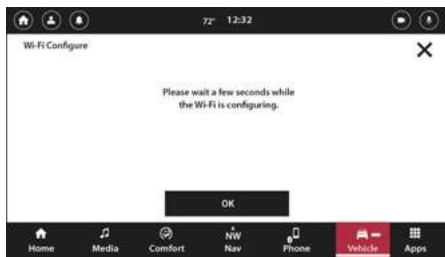 72° 12:32
Wi-Fi Configure
Please wait a few seconds while
the Wi-Fi is configuring.
OK
NW
Home Media Comfort Nav Phone Vehicle Apps